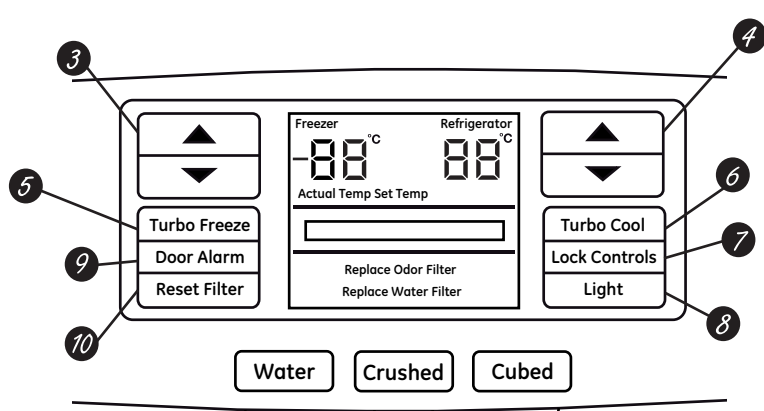 3
4
Freezer Refrigerator
-88 °C 88 °C
Actual Temp Set Temp
5
Turbo Freeze
Turbo Cool
6
9
Door Alarm
Lock Controls
7
Replace Odor Filter
Reset Filter
Light
Replace Water Filter
10
8
Water
Crushed
Cubed